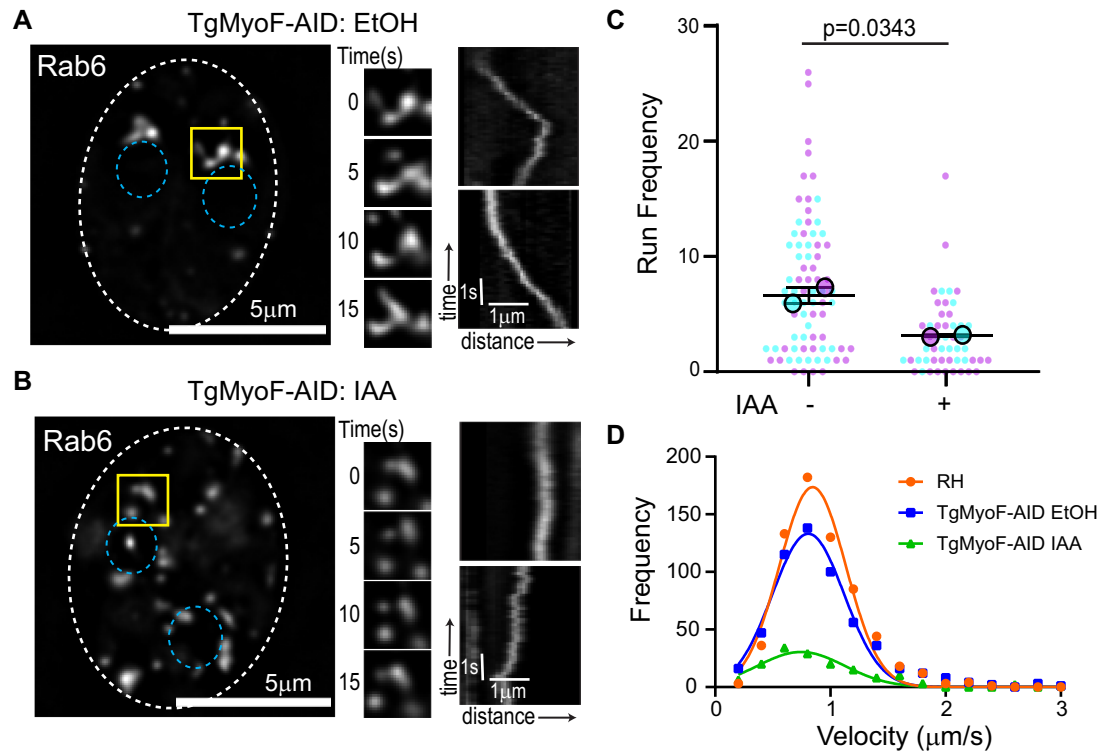 A
TgMyoF-AID: EtOH
Rab6
5μm
Time(s)
0
5
10
15
time
1s
1μm
distance
B
TgMyoF-AID: IAA
Rab6
5μm
Time(s)
0
5
10
15
time
1s
1μm
distance
C
p=0.0343
Run Frequency
30
20
10
0
IAA - +
D
Frequency
200
150
100
50
0
RH
TgMyoF-AID EtOH
TgMyoF-AID IAA
0 1 2 3
Velocity (μm/s)